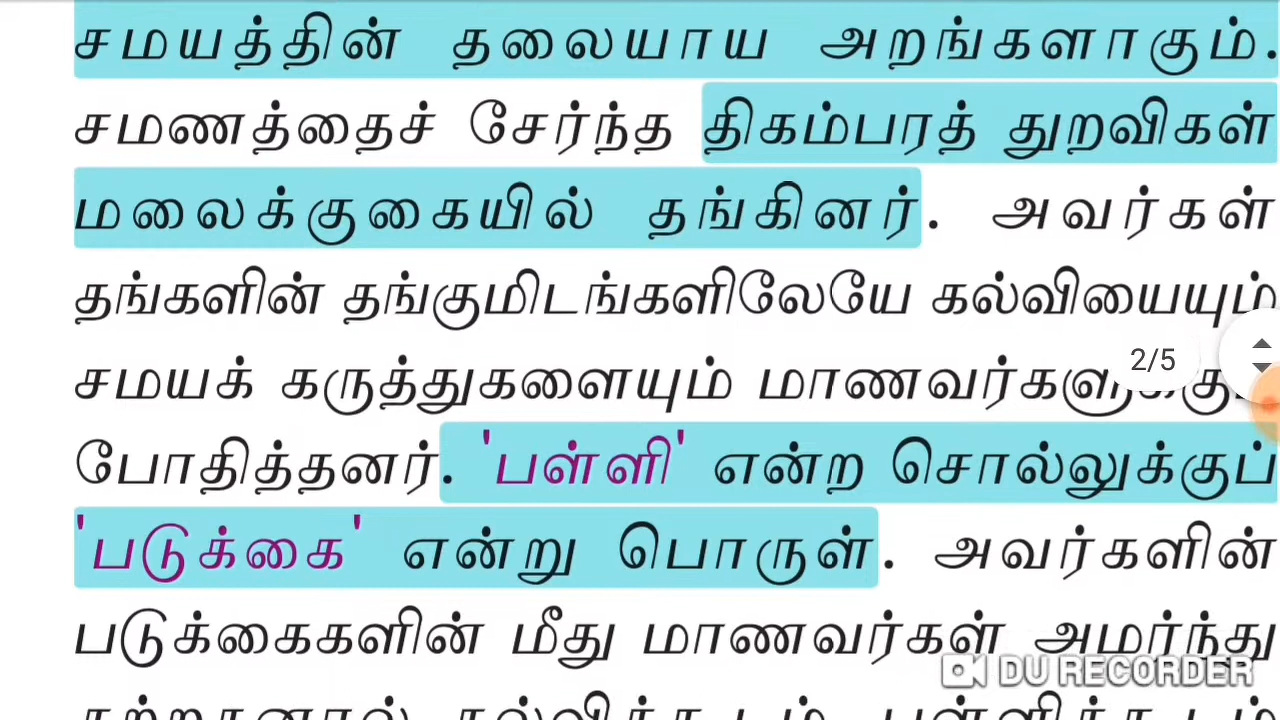 சமயத்தின் தலையாய அறங்களாகும்.
சமணத்தைச் சேர்ந்த திகம்பரத் துறவிகள்
மலைக்குகையில் தங்கினர். அவர்கள்
தங்களின் தங்குமிடங்களிலேயே கல்வியையும்
சமயக் கருத்துகளையும் மாணவர்களுக்குப்
2/5
போதித்தனர். 'பள்ளி' என்ற சொல்லுக்குப்
'படுக்கை' என்று பொருள். அவர்களின்
படுக்கைகளின் மீது மாணவர்கள் அமர்ந்து
DU RECORDER